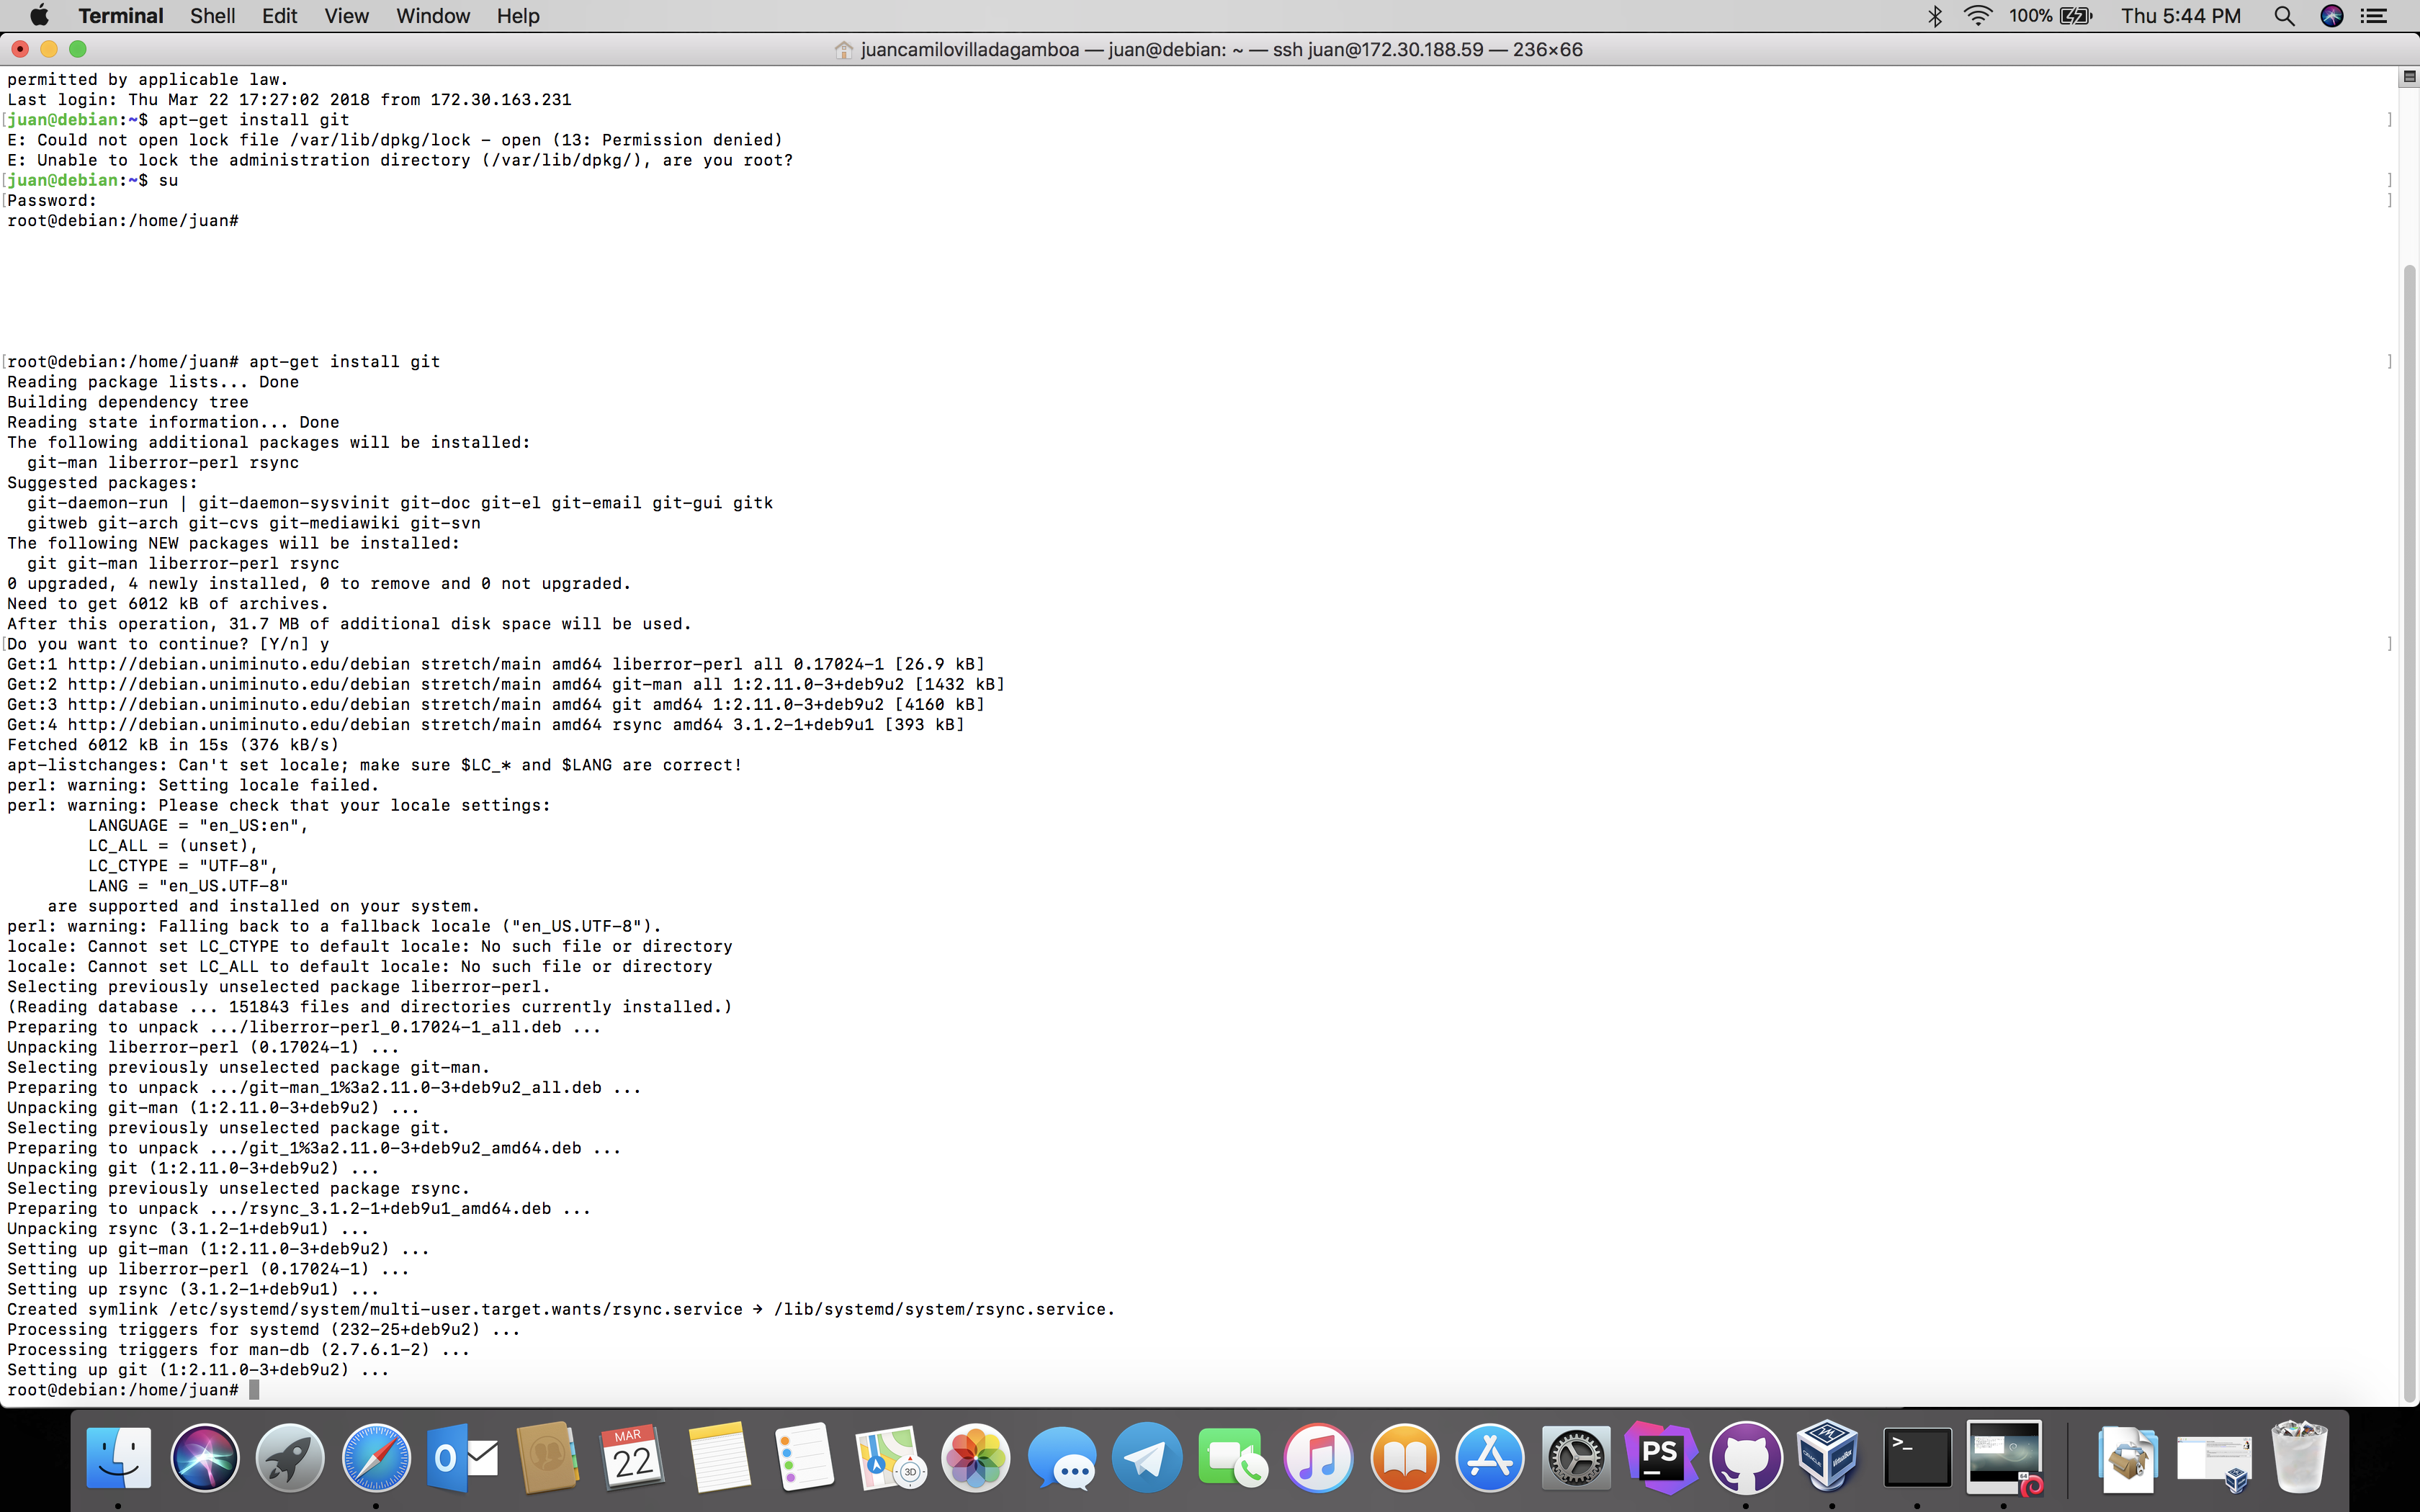 Terminal Shell Edit View Window Help 100% Thu 5:44 PM
juancamilovilladagamboa — juan@debian: ~ — ssh juan@172.30.188.59 — 236×66
permitted by applicable law.
Last login: Thu Mar 22 17:27:02 2018 from 172.30.163.231
[juan@debian:~$ apt-get install git ]
E: Could not open lock file /var/lib/dpkg/lock - open (13: Permission denied)
E: Unable to lock the administration directory (/var/lib/dpkg/), are you root?
[juan@debian:~$ su ]
[Password: ]
root@debian:/home/juan#
[root@debian:/home/juan# apt-get install git ]
Reading package lists... Done
Building dependency tree
Reading state information... Done
The following additional packages will be installed:
  git-man liberror-perl rsync
Suggested packages:
  git-daemon-run | git-daemon-sysvinit git-doc git-el git-email git-gui gitk
  gitweb git-arch git-cvs git-mediawiki git-svn
The following NEW packages will be installed:
  git git-man liberror-perl rsync
0 upgraded, 4 newly installed, 0 to remove and 0 not upgraded.
Need to get 6012 kB of archives.
After this operation, 31.7 MB of additional disk space will be used.
[Do you want to continue? [Y/n] y ]
Get:1 http://debian.uniminuto.edu/debian stretch/main amd64 liberror-perl all 0.17024-1 [26.9 kB]
Get:2 http://debian.uniminuto.edu/debian stretch/main amd64 git-man all 1:2.11.0-3+deb9u2 [1432 kB]
Get:3 http://debian.uniminuto.edu/debian stretch/main amd64 git amd64 1:2.11.0-3+deb9u2 [4160 kB]
Get:4 http://debian.uniminuto.edu/debian stretch/main amd64 rsync amd64 3.1.2-1+deb9u1 [393 kB]
Fetched 6012 kB in 15s (376 kB/s)
apt-listchanges: Can't set locale; make sure $LC_* and $LANG are correct!
perl: warning: Setting locale failed.
perl: warning: Please check that your locale settings:
        LANGUAGE = "en_US:en",
        LC_ALL = (unset),
        LC_CTYPE = "UTF-8",
        LANG = "en_US.UTF-8"
    are supported and installed on your system.
perl: warning: Falling back to a fallback locale ("en_US.UTF-8").
locale: Cannot set LC_CTYPE to default locale: No such file or directory
locale: Cannot set LC_ALL to default locale: No such file or directory
Selecting previously unselected package liberror-perl.
(Reading database ... 151843 files and directories currently installed.)
Preparing to unpack .../liberror-perl_0.17024-1_all.deb ...
Unpacking liberror-perl (0.17024-1) ...
Selecting previously unselected package git-man.
Preparing to unpack .../git-man_1%3a2.11.0-3+deb9u2_all.deb ...
Unpacking git-man (1:2.11.0-3+deb9u2) ...
Selecting previously unselected package git.
Preparing to unpack .../git_1%3a2.11.0-3+deb9u2_amd64.deb ...
Unpacking git (1:2.11.0-3+deb9u2) ...
Selecting previously unselected package rsync.
Preparing to unpack .../rsync_3.1.2-1+deb9u1_amd64.deb ...
Unpacking rsync (3.1.2-1+deb9u1) ...
Setting up git-man (1:2.11.0-3+deb9u2) ...
Setting up liberror-perl (0.17024-1) ...
Setting up rsync (3.1.2-1+deb9u1) ...
Created symlink /etc/systemd/system/multi-user.target.wants/rsync.service → /lib/systemd/system/rsync.service.
Processing triggers for systemd (232-25+deb9u2) ...
Processing triggers for man-db (2.7.6.1-2) ...
Setting up git (1:2.11.0-3+deb9u2) ...
root@debian:/home/juan#
MAR
22
3D
PS
>_
64